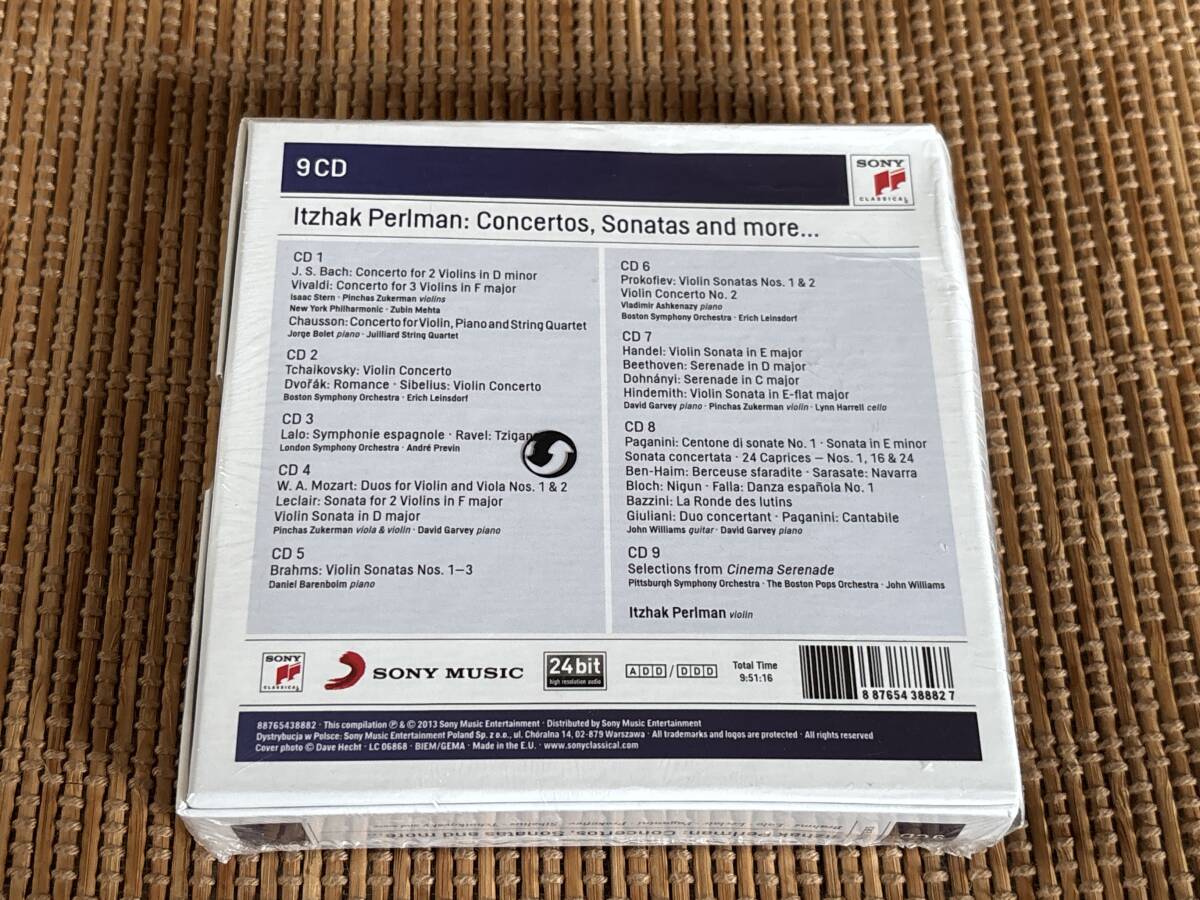 9 CD
SONY
CLASSICAL
Itzhak Perlman: Concertos, Sonatas and more...
CD 1
J. S. Bach: Concerto for 2 Violins in D minor
Vivaldi: Concerto for 3 Violins in F major
Isaac Stern · Pinchas Zukerman violins
New York Philharmonic · Zubin Mehta
Chausson: Concerto for Violin, Piano and String Quartet
Jorge Bolet piano · Juilliard String Quartet
CD 2
Tchaikovsky: Violin Concerto
Dvořák: Romance · Sibelius: Violin Concerto
Boston Symphony Orchestra · Erich Leinsdorf
CD 3
Lalo: Symphonie espagnole · Ravel: Tzigan
London Symphony Orchestra · André Previn
CD 4
W. A. Mozart: Duos for Violin and Viola Nos. 1 & 2
Leclair: Sonata for 2 Violins in F major
Violin Sonata in D major
Pinchas Zukerman viola & violin · David Garvey piano
CD 5
Brahms: Violin Sonatas Nos. 1–3
Daniel Barenboim piano
CD 6
Prokofiev: Violin Sonatas Nos. 1 & 2
Violin Concerto No. 2
Vladimir Ashkenazy piano
Boston Symphony Orchestra · Erich Leinsdorf
CD 7
Handel: Violin Sonata in E major
Beethoven: Serenade in D major
Dohnányi: Serenade in C major
Hindemith: Violin Sonata in E-flat major
David Garvey piano · Pinchas Zukerman violin · Lynn Harrell cello
CD 8
Paganini: Centone di sonate No. 1 · Sonata in E minor
Sonata concertata · 24 Caprices – Nos. 1, 16 & 24
Ben-Haim: Berceuse sfaradite · Sarasate: Navarra
Bloch: Nigun · Falla: Danza española No. 1
Bazzini: La Ronde des lutins
Giuliani: Duo concertant · Paganini: Cantabile
John Williams guitar · David Garvey piano
CD 9
Selections from Cinema Serenade
Pittsburgh Symphony Orchestra · The Boston Pops Orchestra · John Williams
Itzhak Perlman violin
SONY
CLASSICAL
SONY MUSIC
24bit
high resolution audio
ADD/DDD
Total Time
9:51:16
8 87654 38882 7
88765438882 · This compilation ℗ & © 2013 Sony Music Entertainment · Distributed by Sony Music Entertainment
Dystrybucja w Polsce: Sony Music Entertainment Poland Sp. z o.o., ul. Chóralna 14, 02-879 Warszawa · All trademarks and logos are protected · All rights reserved
Cover photo © Dave Hecht · LC 06868 · BIEM/GEMA · Made in the E.U. · www.sonyclassical.com
Itzhak Perlman: Concertos, Sonatas and more...